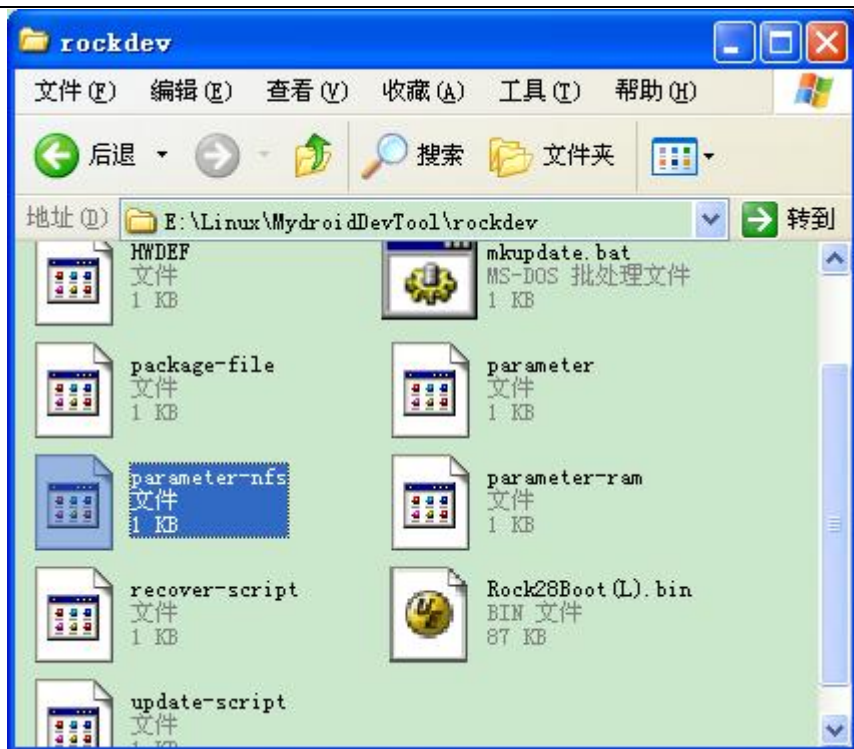 rockdev
文件(F) 编辑(E) 查看(V) 收藏(A) 工具(T) 帮助(H)
后退 搜索 文件夹
地址(D) E:\Linux\MydroidDevTool\rockdev 转到
HWDEF
文件
1 KB
mkupdate.bat
MS-DOS 批处理文件
1 KB
package-file
文件
1 KB
parameter
文件
1 KB
parameter-nfs
文件
1 KB
parameter-ram
文件
1 KB
recover-script
文件
1 KB
Rock28Boot(L).bin
BIN 文件
87 KB
update-script
文件
1 KB